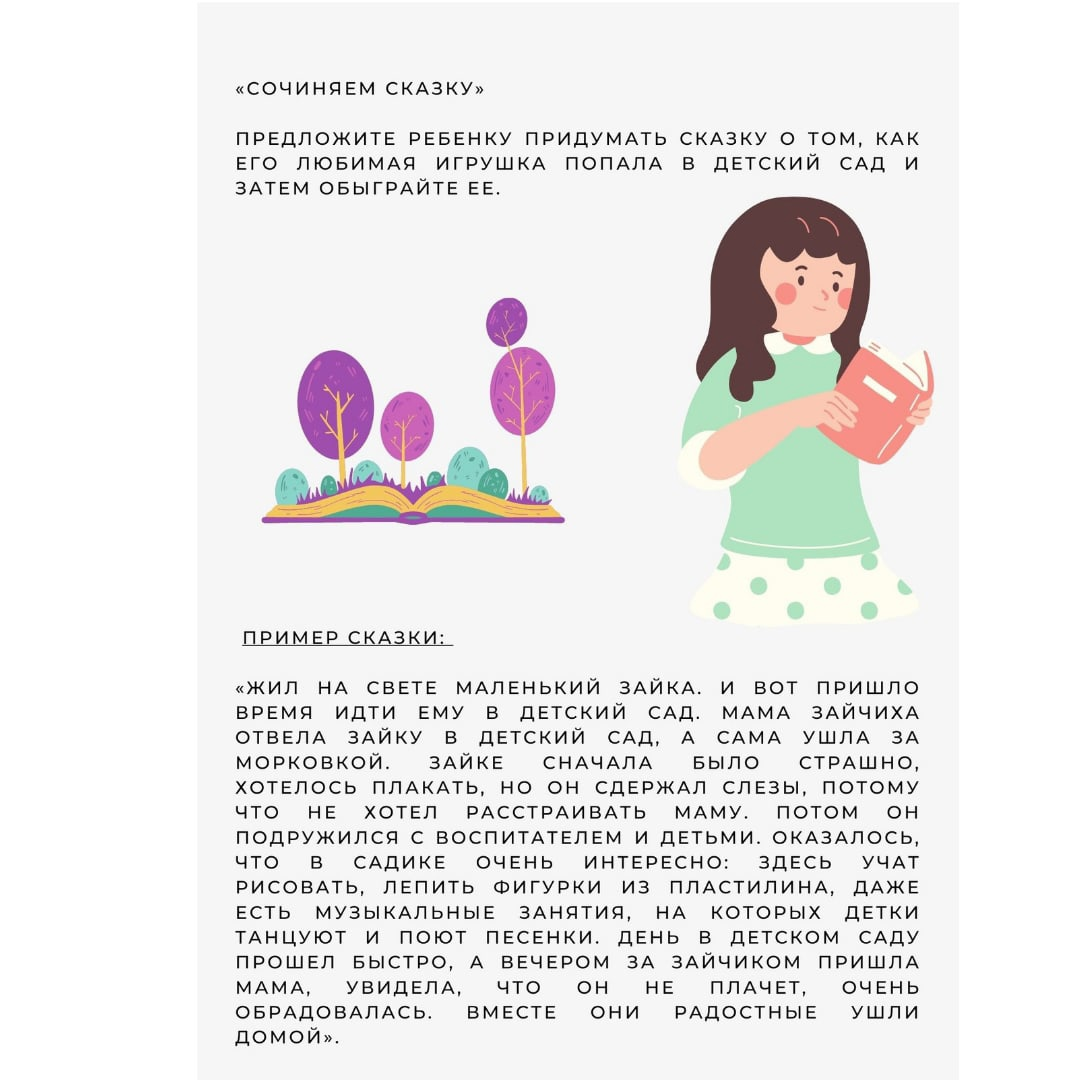 «СОЧИНЯЕМ СКАЗКУ»
ПРЕДЛОЖИТЕ РЕБЕНКУ ПРИДУМАТЬ СКАЗКУ О ТОМ, КАК
ЕГО ЛЮБИМАЯ ИГРУШКА ПОПАЛА В ДЕТСКИЙ САД И
ЗАТЕМ ОБЫГРАЙТЕ ЕЕ.
ПРИМЕР СКАЗКИ:
«ЖИЛ НА СВЕТЕ МАЛЕНЬКИЙ ЗАЙКА. И ВОТ ПРИШЛО
ВРЕМЯ ИДТИ ЕМУ В ДЕТСКИЙ САД. МАМА ЗАЙЧИХА
ОТВЕЛА ЗАЙКУ В ДЕТСКИЙ САД, А САМА УШЛА ЗА
МОРКОВКОЙ. ЗАЙКЕ СНАЧАЛА БЫЛО СТРАШНО,
ХОТЕЛОСЬ ПЛАКАТЬ, НО ОН СДЕРЖАЛ СЛЕЗЫ, ПОТОМУ
ЧТО НЕ ХОТЕЛ РАССТРАИВАТЬ МАМУ. ПОТОМ ОН
ПОДРУЖИЛСЯ С ВОСПИТАТЕЛЕМ И ДЕТЬМИ. ОКАЗАЛОСЬ,
ЧТО В САДИКЕ ОЧЕНЬ ИНТЕРЕСНО: ЗДЕСЬ УЧАТ
РИСОВАТЬ, ЛЕПИТЬ ФИГУРКИ ИЗ ПЛАСТИЛИНА, ДАЖЕ
ЕСТЬ МУЗЫКАЛЬНЫЕ ЗАНЯТИЯ, НА КОТОРЫХ ДЕТКИ
ТАНЦУЮТ И ПОЮТ ПЕСЕНКИ. ДЕНЬ В ДЕТСКОМ САДУ
ПРОШЕЛ БЫСТРО, А ВЕЧЕРОМ ЗА ЗАЙЧИКОМ ПРИШЛА
МАМА, УВИДЕЛА, ЧТО ОН НЕ ПЛАЧЕТ, ОЧЕНЬ
ОБРАДОВАЛАСЬ. ВМЕСТЕ ОНИ РАДОСТНЫЕ УШЛИ
ДОМОЙ».